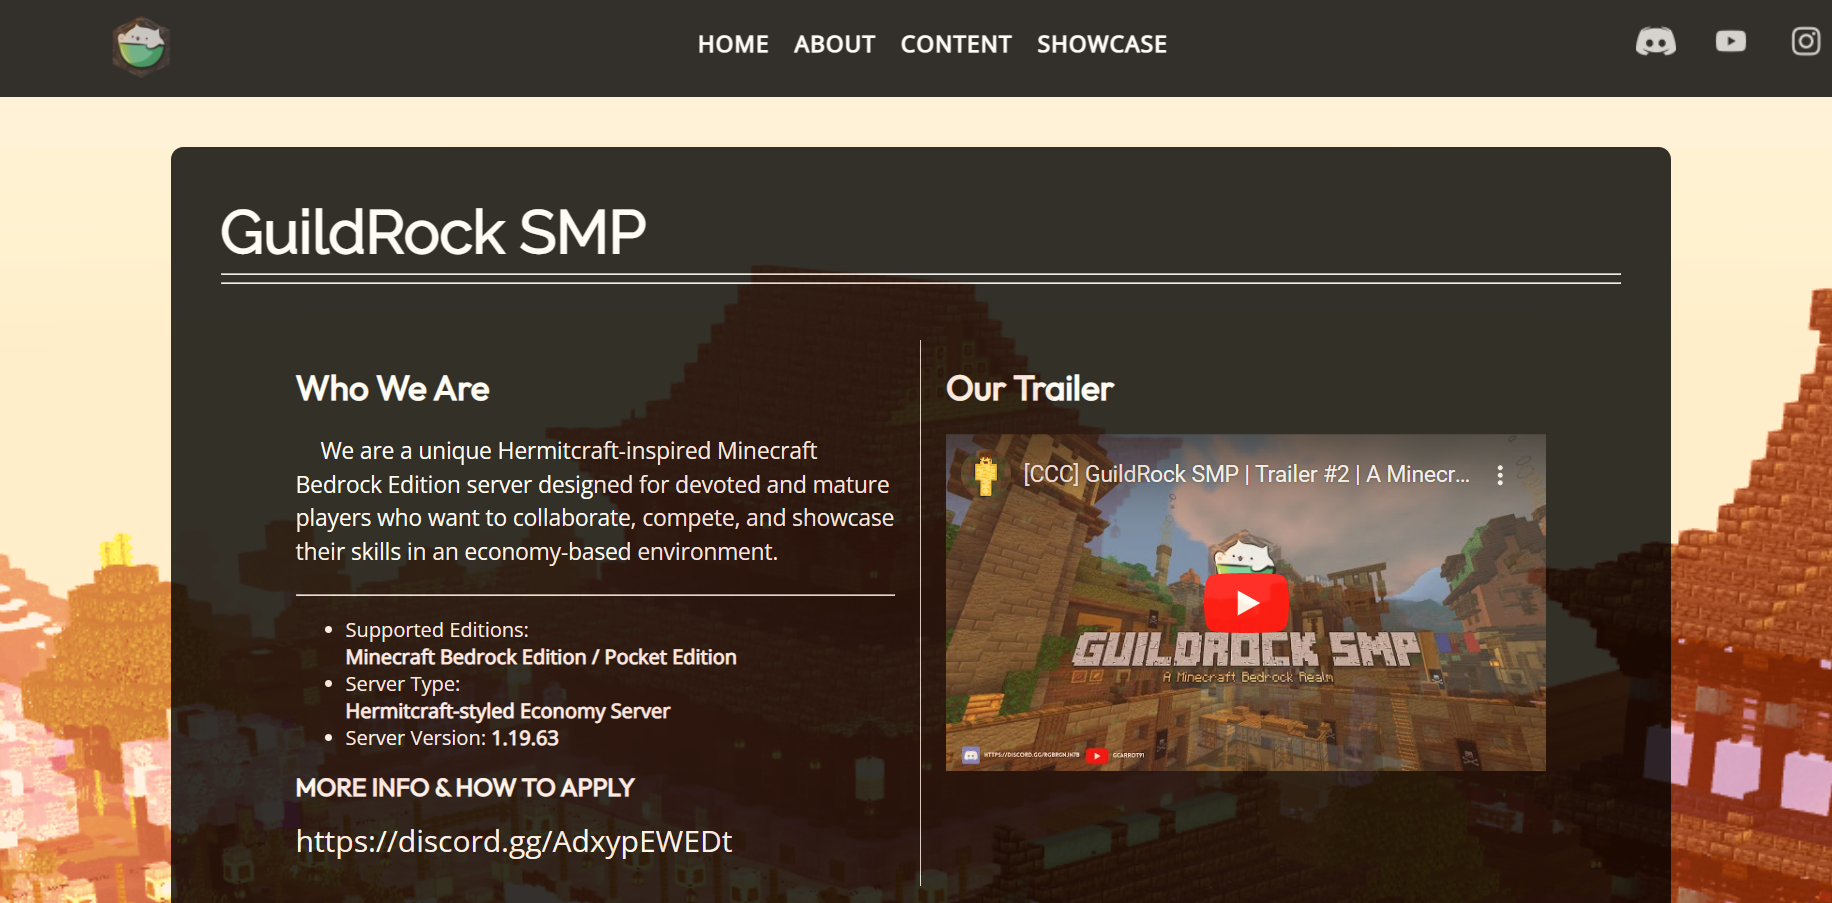 HOME ABOUT CONTENT SHOWCASE
GuildRock SMP
Who We Are
We are a unique Hermitcraft-inspired Minecraft
Bedrock Edition server designed for devoted and mature
players who want to collaborate, compete, and showcase
their skills in an economy-based environment.
• Supported Editions:
Minecraft Bedrock Edition / Pocket Edition
• Server Type:
Hermitcraft-styled Economy Server
• Server Version: 1.19.63
MORE INFO & HOW TO APPLY
https://discord.gg/AdxypEWEDt
Our Trailer
[CCC] GuildRock SMP | Trailer #2 | A Minecr...
GUILDROCK SMP
A Minecraft Bedrock Realm